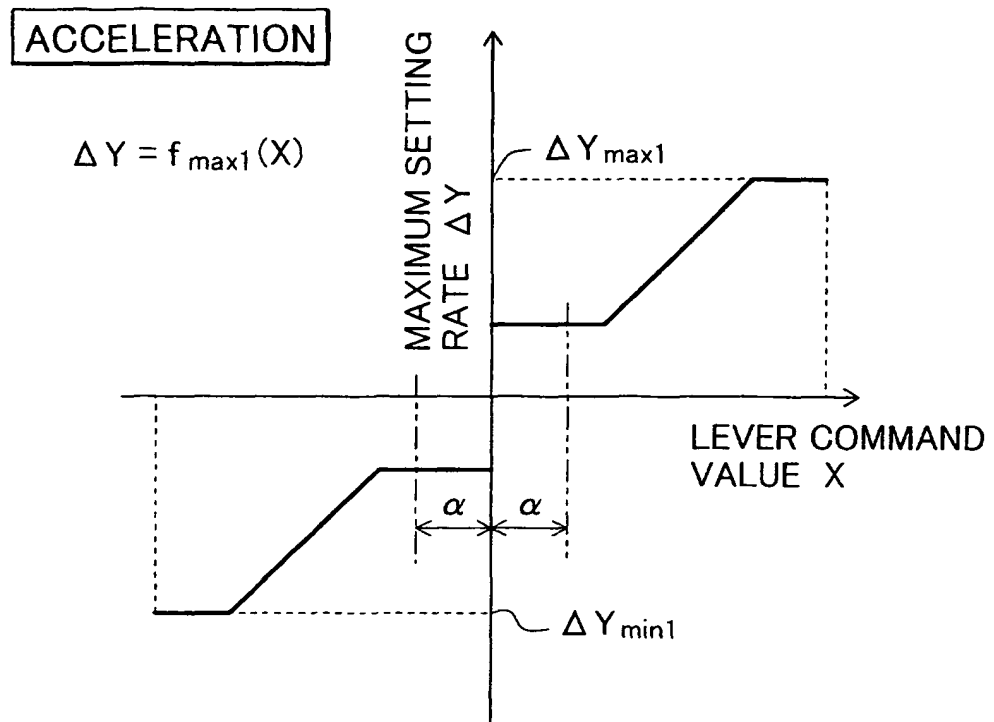 ACCELERATION
ΔY = f max1 (X)
MAXIMUM SETTING
RATE ΔY
ΔY max1
LEVER COMMAND
VALUE X
α
α
ΔY min1